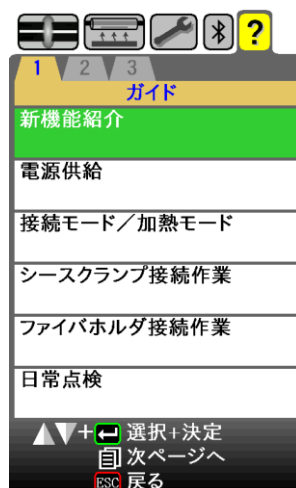 ?
1 2 3
ガイド
新機能紹介
電源供給
接続モード／加熱モード
シースクランプ接続作業
ファイバホルダ接続作業
日常点検
+ 選択+決定
次ページへ
ESC 戻る